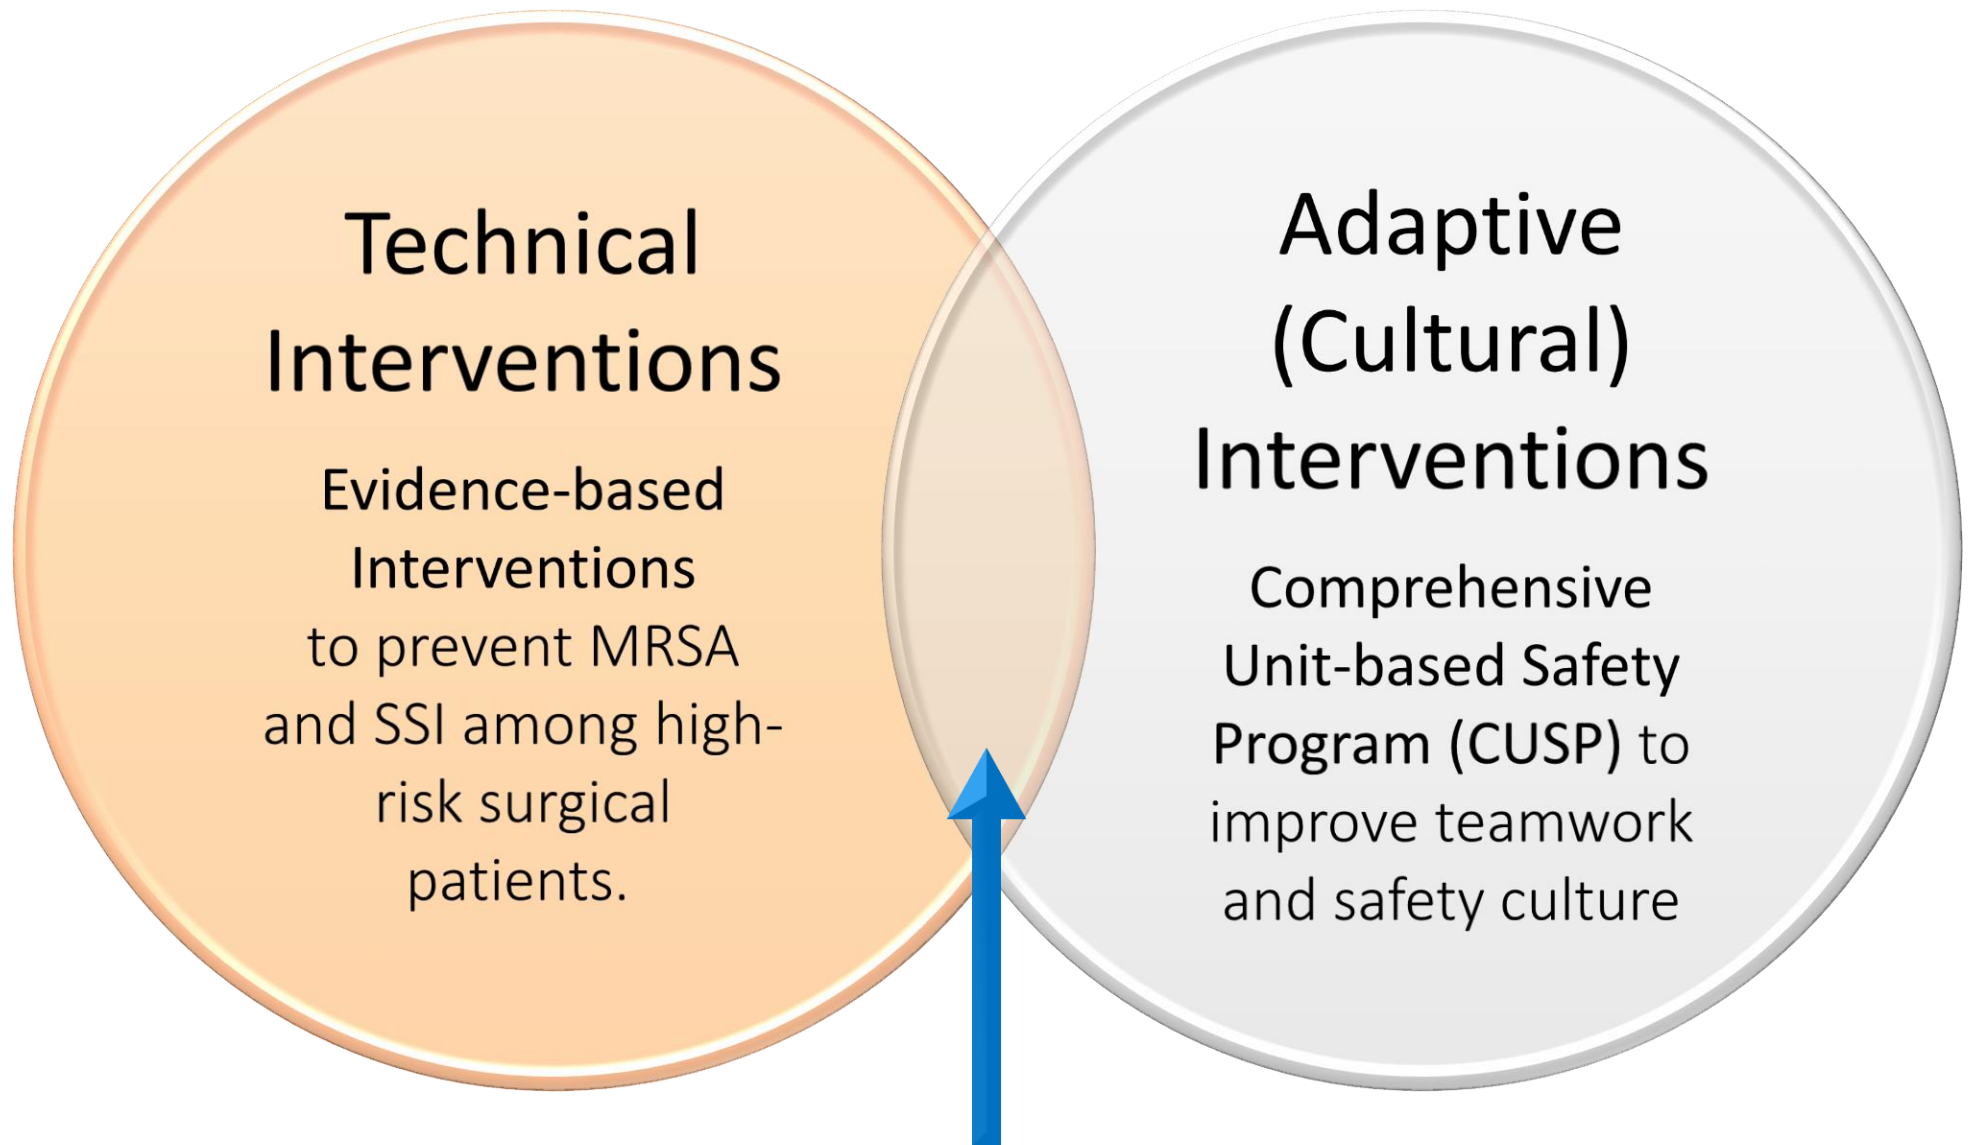 Technical
Interventions
Evidence-based
Interventions
to prevent MRSA
and SSI among high-
risk surgical
patients.
Adaptive
(Cultural)
Interventions
Comprehensive
Unit-based Safety
Program (CUSP) to
improve teamwork
and safety culture